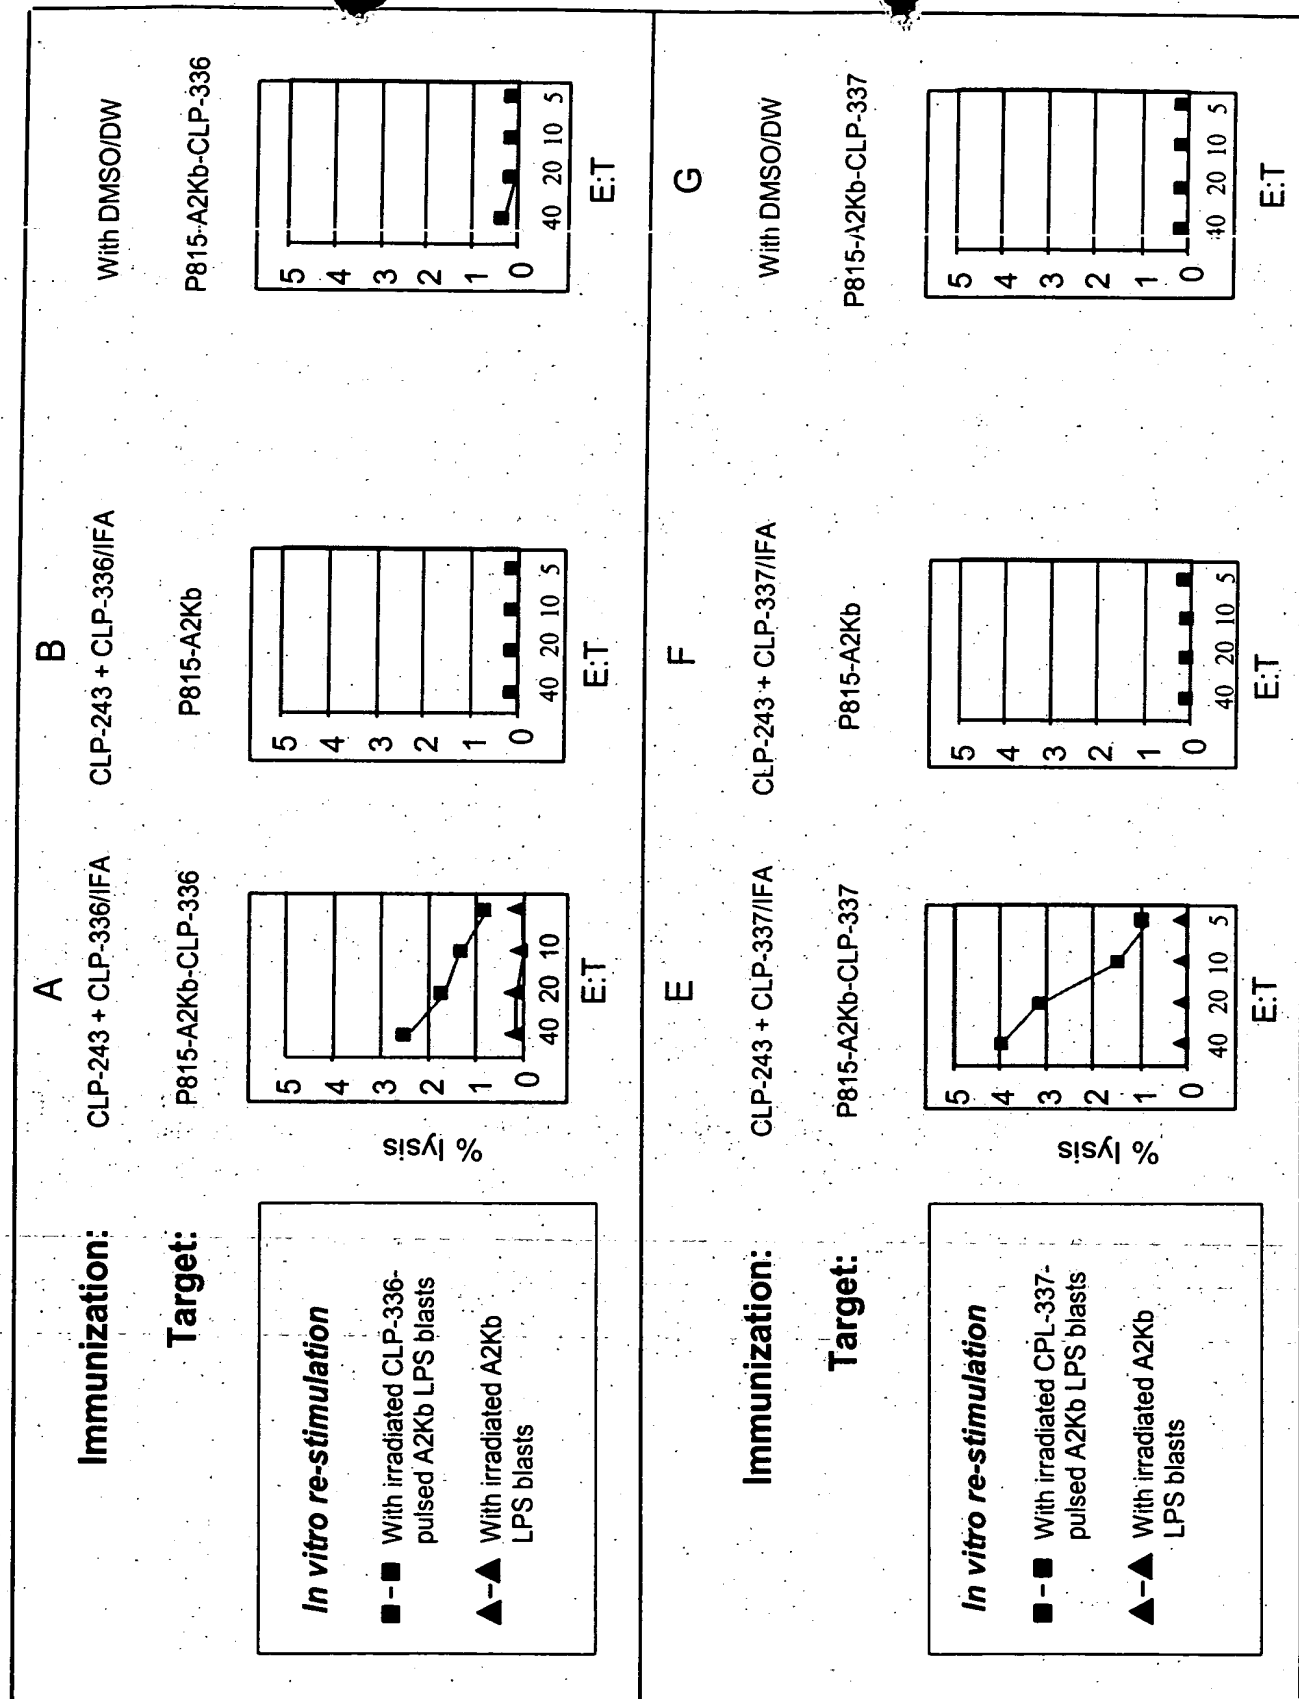 A
B
Immunization:
CLP-243 + CLP-336/IFA
CLP-243 + CLP-336/IFA
With DMSO/DW
Target:
P815-A2Kb-CLP-336
P815-A2Kb
P815-A2Kb-CLP-336
In vitro re-stimulation
With irradiated CLP-336-
pulsed A2Kb LPS blasts
With irradiated A2Kb
LPS blasts
% lysis
5
4
3
2
1
0
40 20 10
E:T
5
4
3
2
1
0
40 20 10 5
E:T
5
4
3
2
1
0
40 20 10 5
E:T
E
F
G
Immunization:
CLP-243 + CLP-337/IFA
CLP-243 + CLP-337/IFA
With DMSO/DW
Target:
P815-A2Kb-CLP-337
P815-A2Kb
P815-A2Kb-CLP-337
In vitro re-stimulation
With irradiated CPL-337-
pulsed A2Kb LPS blasts
With irradiated A2Kb
LPS blasts
% lysis
5
4
3
2
1
0
40 20 10 5
E:T
5
4
3
2
1
0
40 20 10 5
E:T
5
4
3
2
1
0
40 20 10 5
E:T